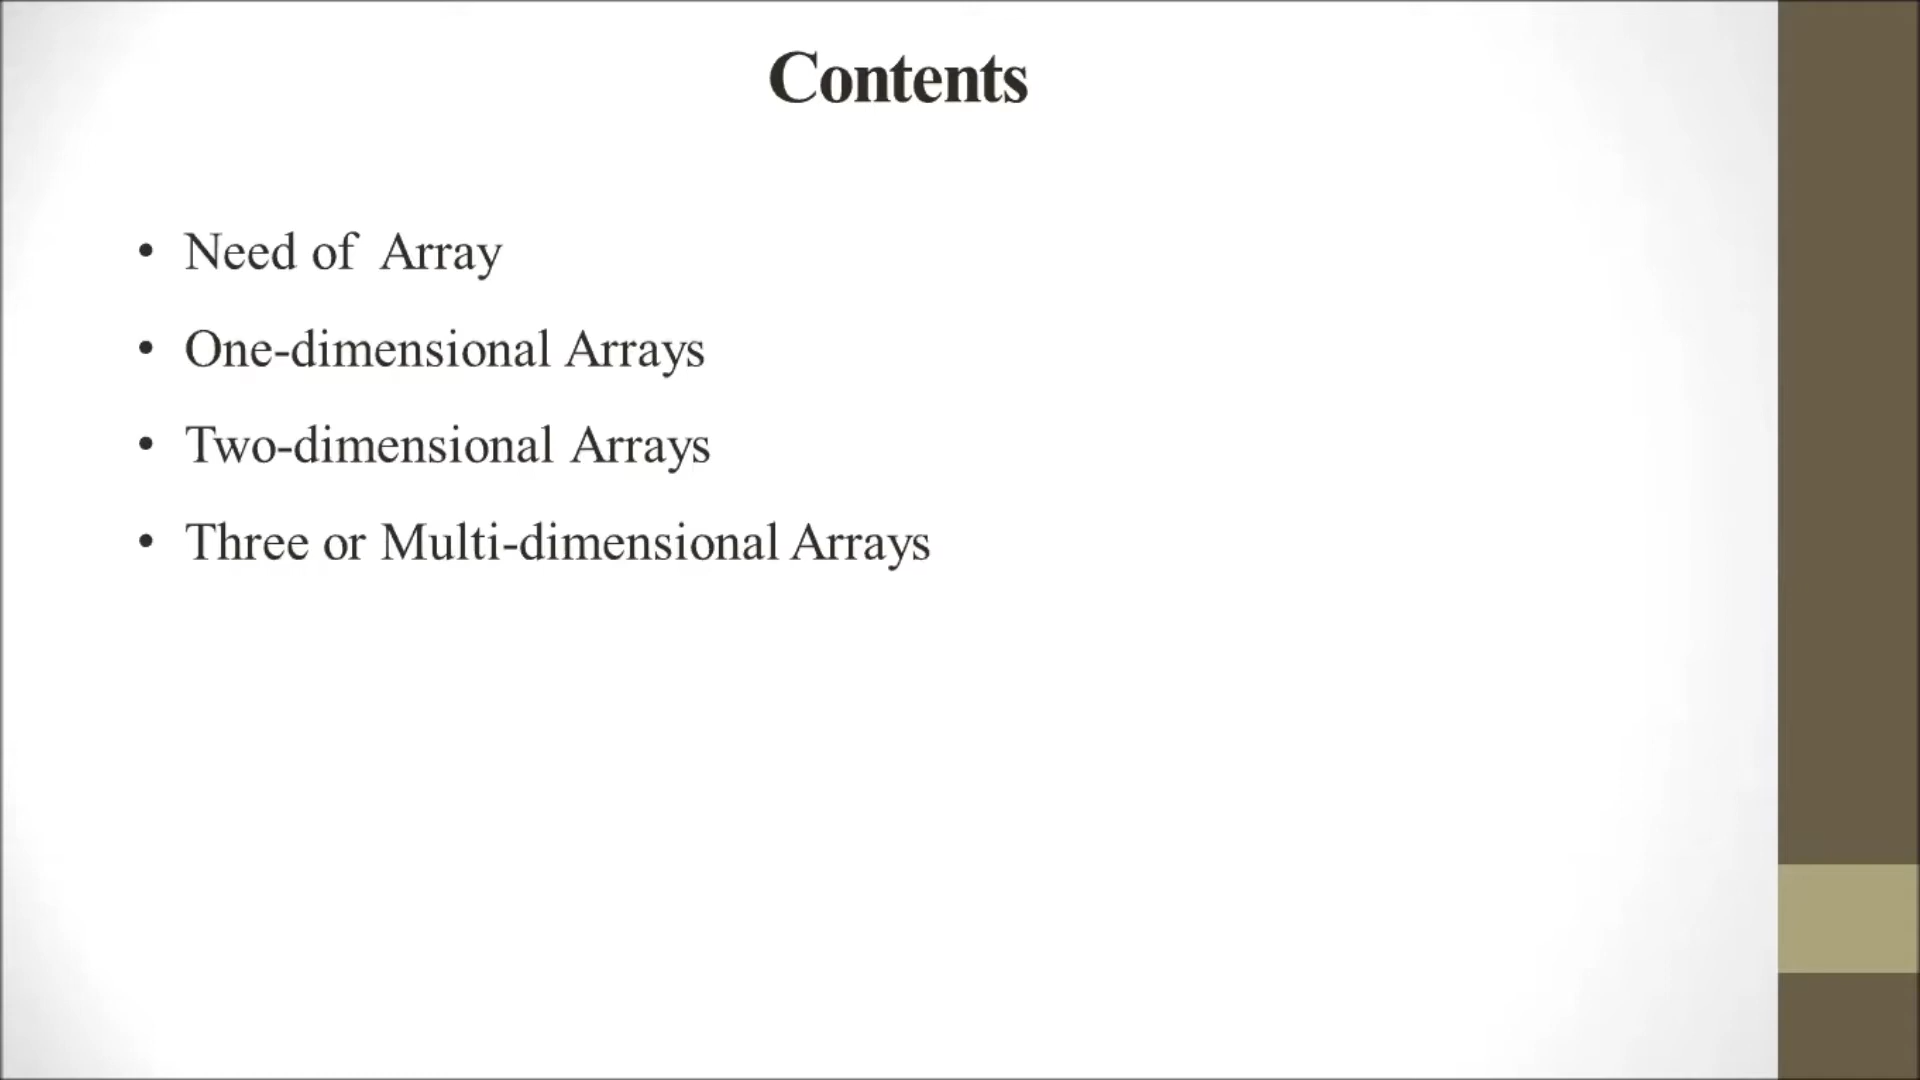 Contents
• Need of Array
• One-dimensional Arrays
• Two-dimensional Arrays
• Three or Multi-dimensional Arrays